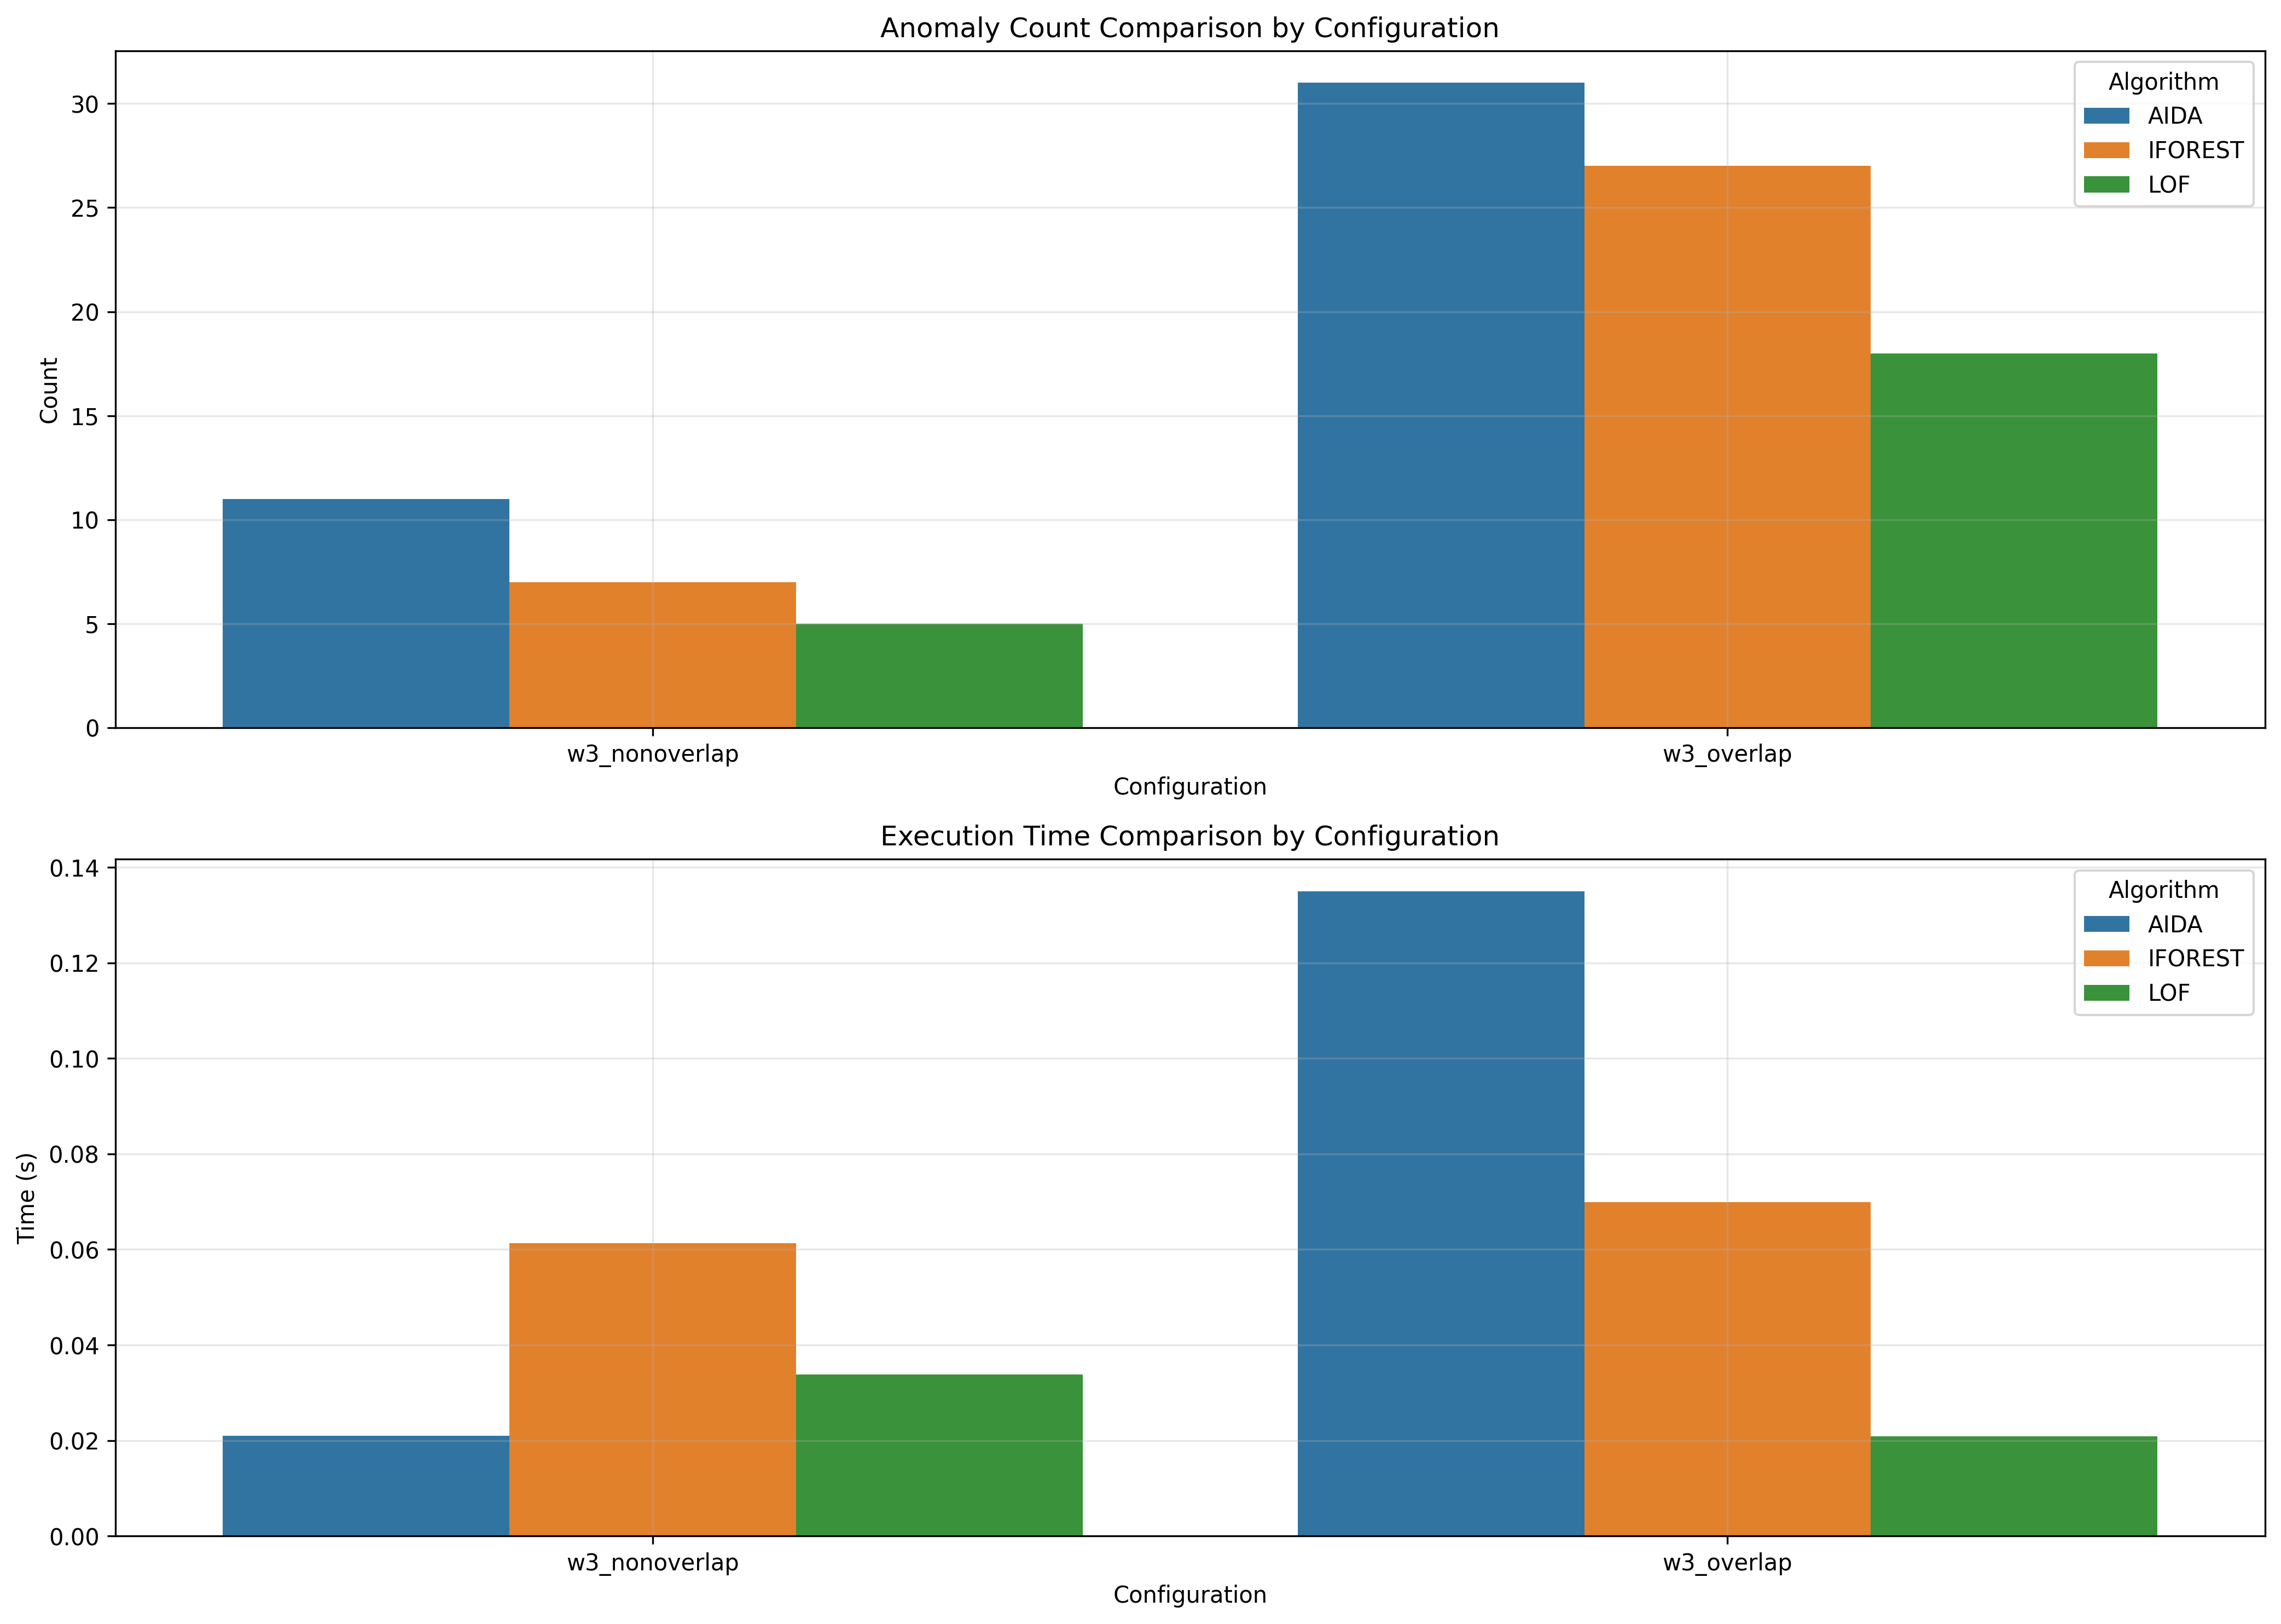 Anomaly Count Comparison by Configuration
Algorithm
AIDA
IFOREST
LOF
Count
30
25
20
15
10
5
0
w3_nonoverlap
w3_overlap
Configuration
Execution Time Comparison by Configuration
Algorithm
AIDA
IFOREST
LOF
Time (s)
0.14
0.12
0.10
0.08
0.06
0.04
0.02
0.00
w3_nonoverlap
w3_overlap
Configuration